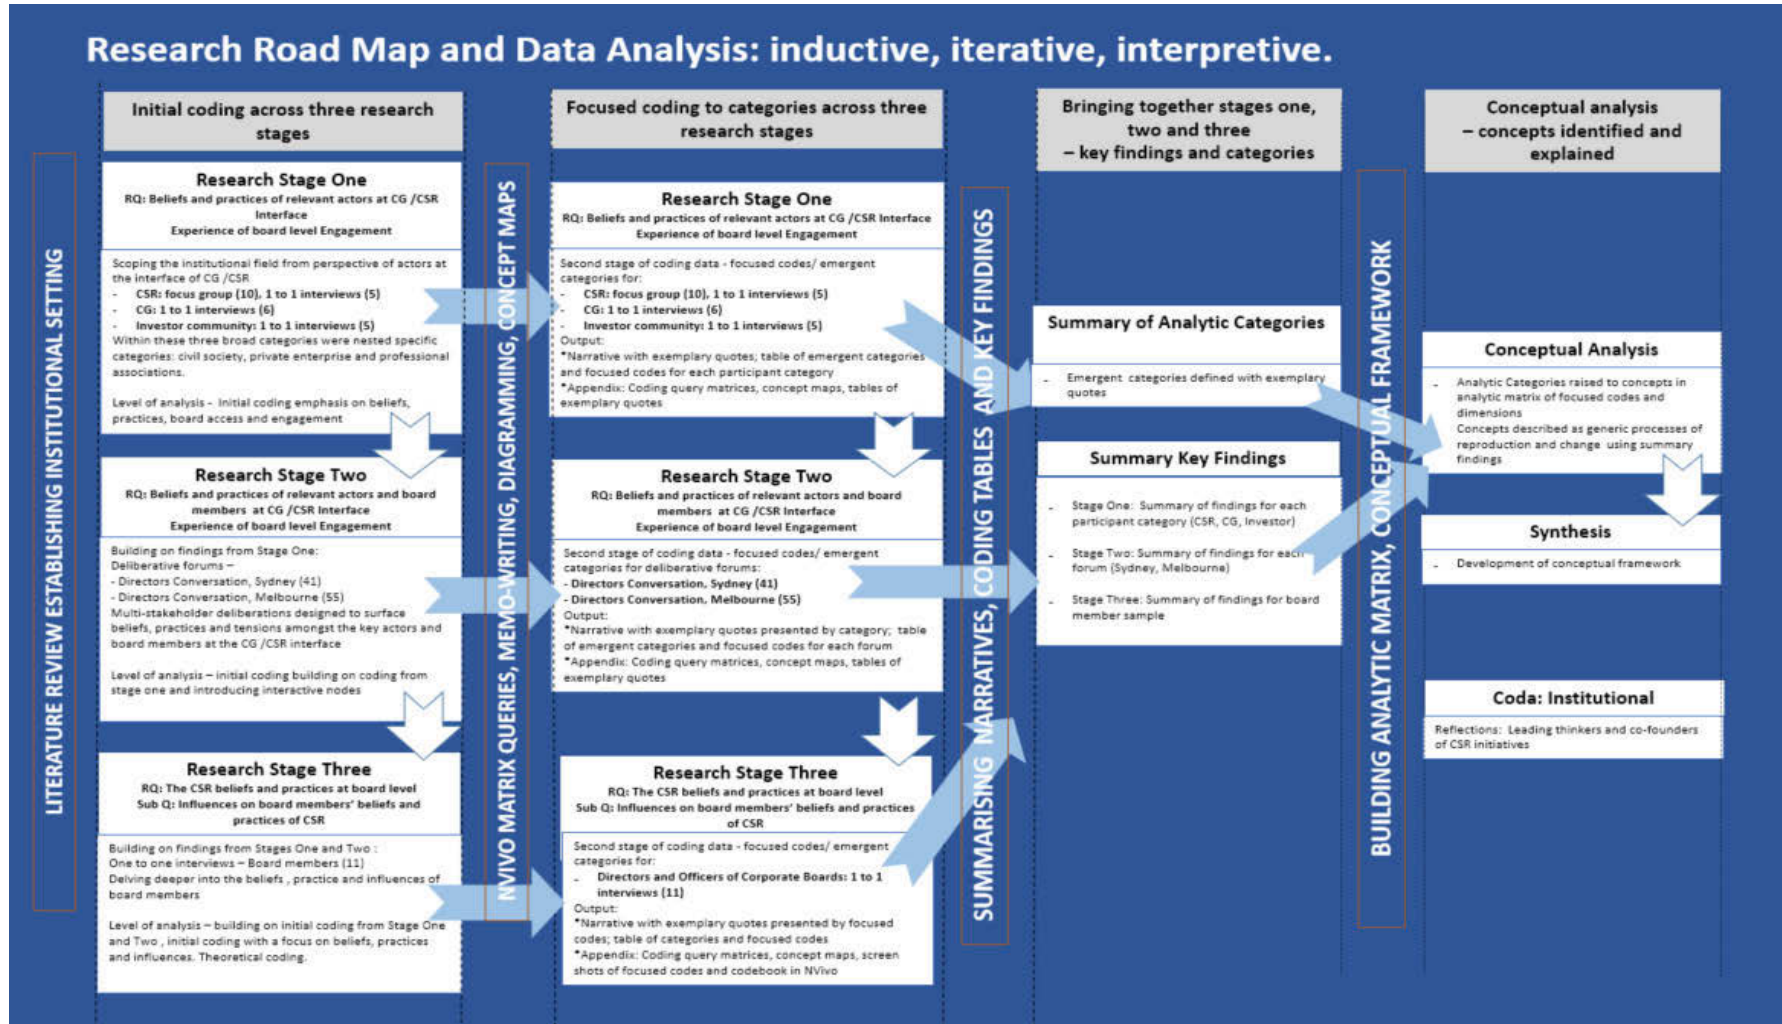 Research Road Map and Data Analysis: inductive, iterative, interpretive.
LITERATURE REVIEW ESTABLISHING INSTITUTIONAL SETTING
Initial coding across three research
stages
Research Stage One
RQ: Beliefs and practices of relevant actors at CG /CSR
Interface
Experience of board level Engagement
Scoping the institutional field from perspective of actors at
the interface of CG /CSR
- CSR: focus group (10), 1 to 1 interviews (5)
- CG: 1 to 1 interviews (6)
- Investor community: 1 to 1 interviews (5)
Within these three broad categories were nested specific
categories: civil society, private enterprise and professional
associations.
Level of analysis - Initial coding emphasis on beliefs,
practices, board access and engagement
Research Stage Two
RQ: Beliefs and practices of relevant actors and board
members at CG /CSR Interface
Experience of board level Engagement
Building on findings from Stage One:
Deliberative forums –
- Directors Conversation, Sydney (41)
- Directors Conversation, Melbourne (55)
Multi-stakeholder deliberations designed to surface
beliefs, practices and tensions amongst the key actors and
board members at the CG /CSR interface
Level of analysis – initial coding building on coding from
stage one and introducing interactive nodes
Research Stage Three
RQ: The CSR beliefs and practices at board level
Sub Q: Influences on board members' beliefs and
practices of CSR
Building on findings from Stages One and Two :
One to one interviews – Board members (11)
Delving deeper into the beliefs , practice and influences of
board members
Level of analysis – building on initial coding from Stage One
and Two , initial coding with a focus on beliefs, practices
and influences. Theoretical coding.
NVIVO MATRIX QUERIES, MEMO-WRITING, DIAGRAMMING, CONCEPT MAPS
Focused coding to categories across three
research stages
Research Stage One
RQ: Beliefs and practices of relevant actors at CG /CSR Interface
Experience of board level Engagement
Second stage of coding data - focused codes/ emergent
categories for:
- CSR: focus group (10), 1 to 1 interviews (5)
- CG: 1 to 1 interviews (6)
- Investor community: 1 to 1 interviews (5)
Output:
*Narrative with exemplary quotes; table of emergent categories
and focused codes for each participant category
*Appendix: Coding query matrices, concept maps, tables of
exemplary quotes
Research Stage Two
RQ: Beliefs and practices of relevant actors and board
members at CG /CSR Interface
Experience of board level Engagement
Second stage of coding data - focused codes/ emergent
categories for deliberative forums:
- Directors Conversation, Sydney (41)
- Directors Conversation, Melbourne (55)
Output:
*Narrative with exemplary quotes presented by category; table
of emergent categories and focused codes for each forum
*Appendix: Coding query matrices, concept maps, tables of
exemplary quotes
Research Stage Three
RQ: The CSR beliefs and practices at board level
Sub Q: Influences on board members' beliefs and practices
of CSR
Second stage of coding data - focused codes/ emergent
categories for:
- Directors and Officers of Corporate Boards: 1 to 1
interviews (11)
Output:
*Narrative with exemplary quotes presented by focused
codes; table of categories and focused codes
*Appendix: Coding query matrices, concept maps, screen
shots of focused codes and codebook in NVivo
SUMMARISING NARRATIVES, CODING TABLES AND KEY FINDINGS
Bringing together stages one,
two and three
– key findings and categories
Summary of Analytic Categories
- Emergent categories defined with exemplary
quotes
Summary Key Findings
- Stage One: Summary of findings for each
participant category (CSR, CG, Investor)
- Stage Two: Summary of findings for each
forum (Sydney, Melbourne)
- Stage Three: Summary of findings for board
member sample
BUILDING ANALYTIC MATRIX, CONCEPTUAL FRAMEWORK
Conceptual analysis
– concepts identified and
explained
Conceptual Analysis
- Analytic Categories raised to concepts in
analytic matrix of focused codes and
dimensions
Concepts described as generic processes of
reproduction and change using summary
findings
Synthesis
- Development of conceptual framework
Coda: Institutional
Reflections: Leading thinkers and co-founders
of CSR initiatives